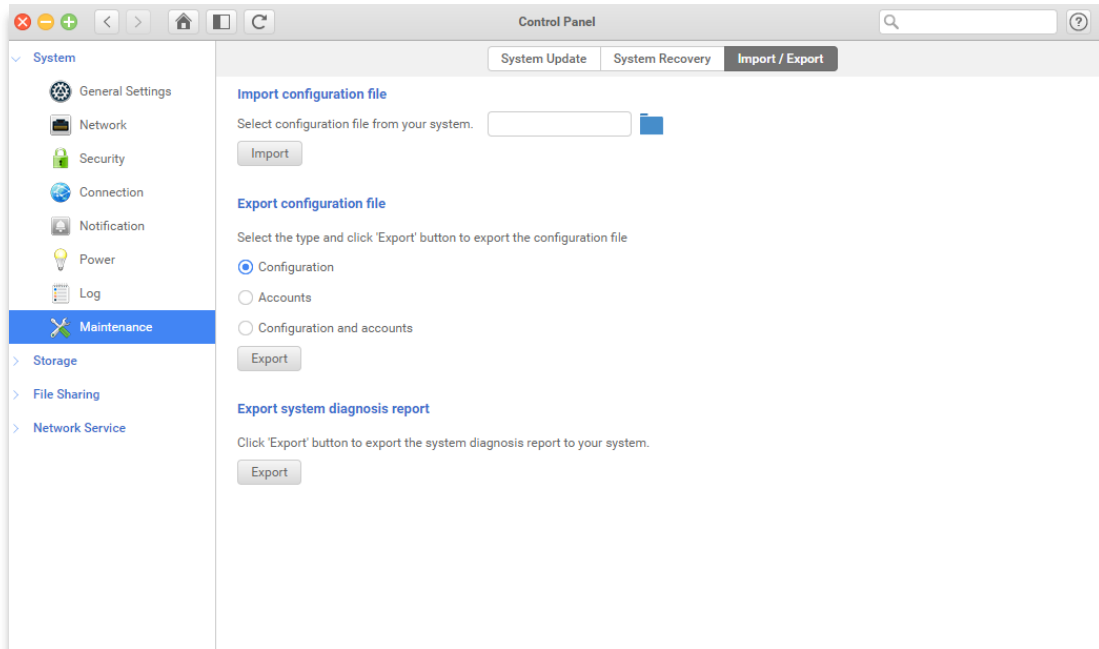 Control Panel
System
General Settings
Network
Security
Connection
Notification
Power
Log
Maintenance
Storage
File Sharing
Network Service
System Update
System Recovery
Import / Export
Import configuration file
Select configuration file from your system.
Import
Export configuration file
Select the type and click 'Export' button to export the configuration file
Configuration
Accounts
Configuration and accounts
Export
Export system diagnosis report
Click 'Export' button to export the system diagnosis report to your system.
Export